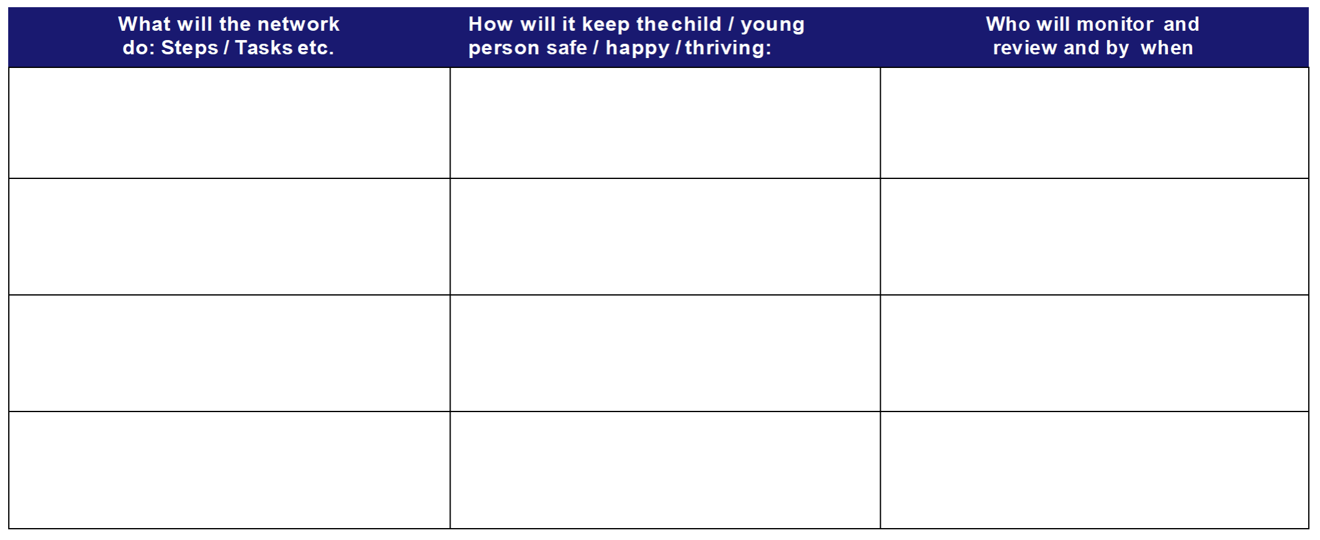 What will the network
do: Steps / Tasks etc.
How will it keep the child / young
person safe / happy / thriving:
Who will monitor and
review and by when